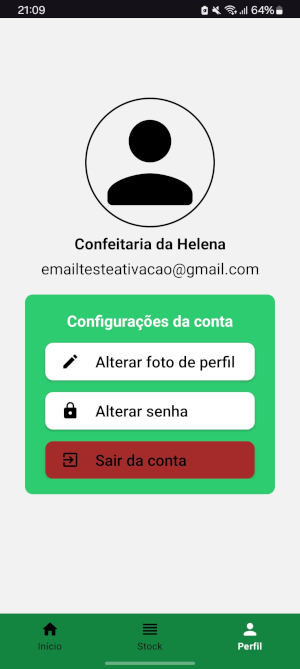 21:09
64%
Confeitaria da Helena
emailtesteativacao@gmail.com
Configurações da conta
Alterar foto de perfil
Alterar senha
Sair da conta
Início
Stock
Perfil